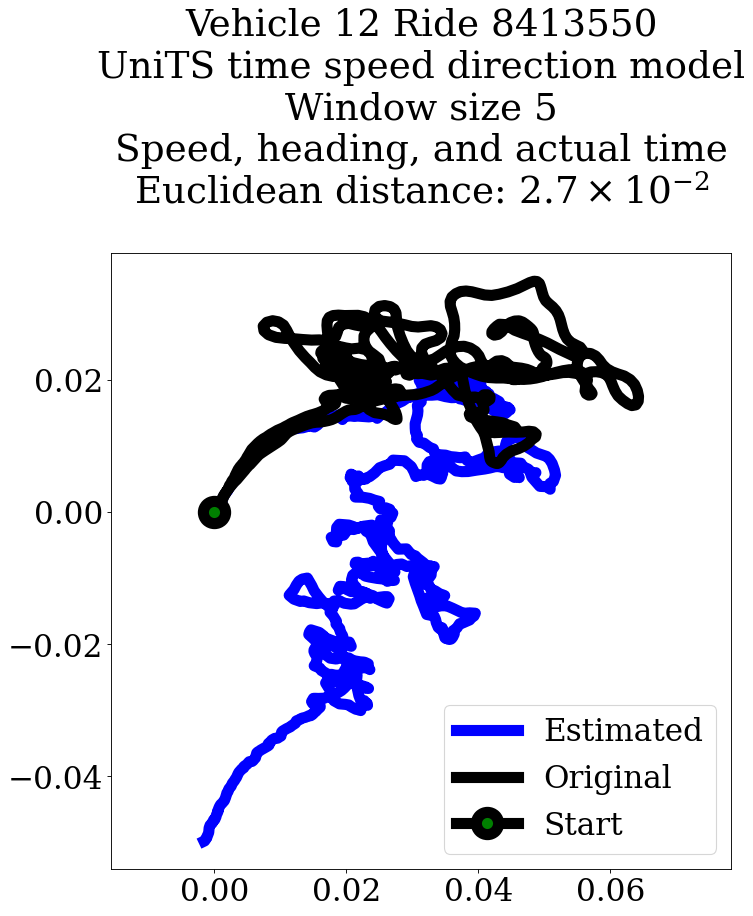 Vehicle 12 Ride 8413550
UniTS time speed direction model
Window size 5
Speed, heading, and actual time
Euclidean distance: 2.7 × 10⁻²
0.02
0.00
−0.02
−0.04
Estimated
Original
Start
0.00 0.02 0.04 0.06